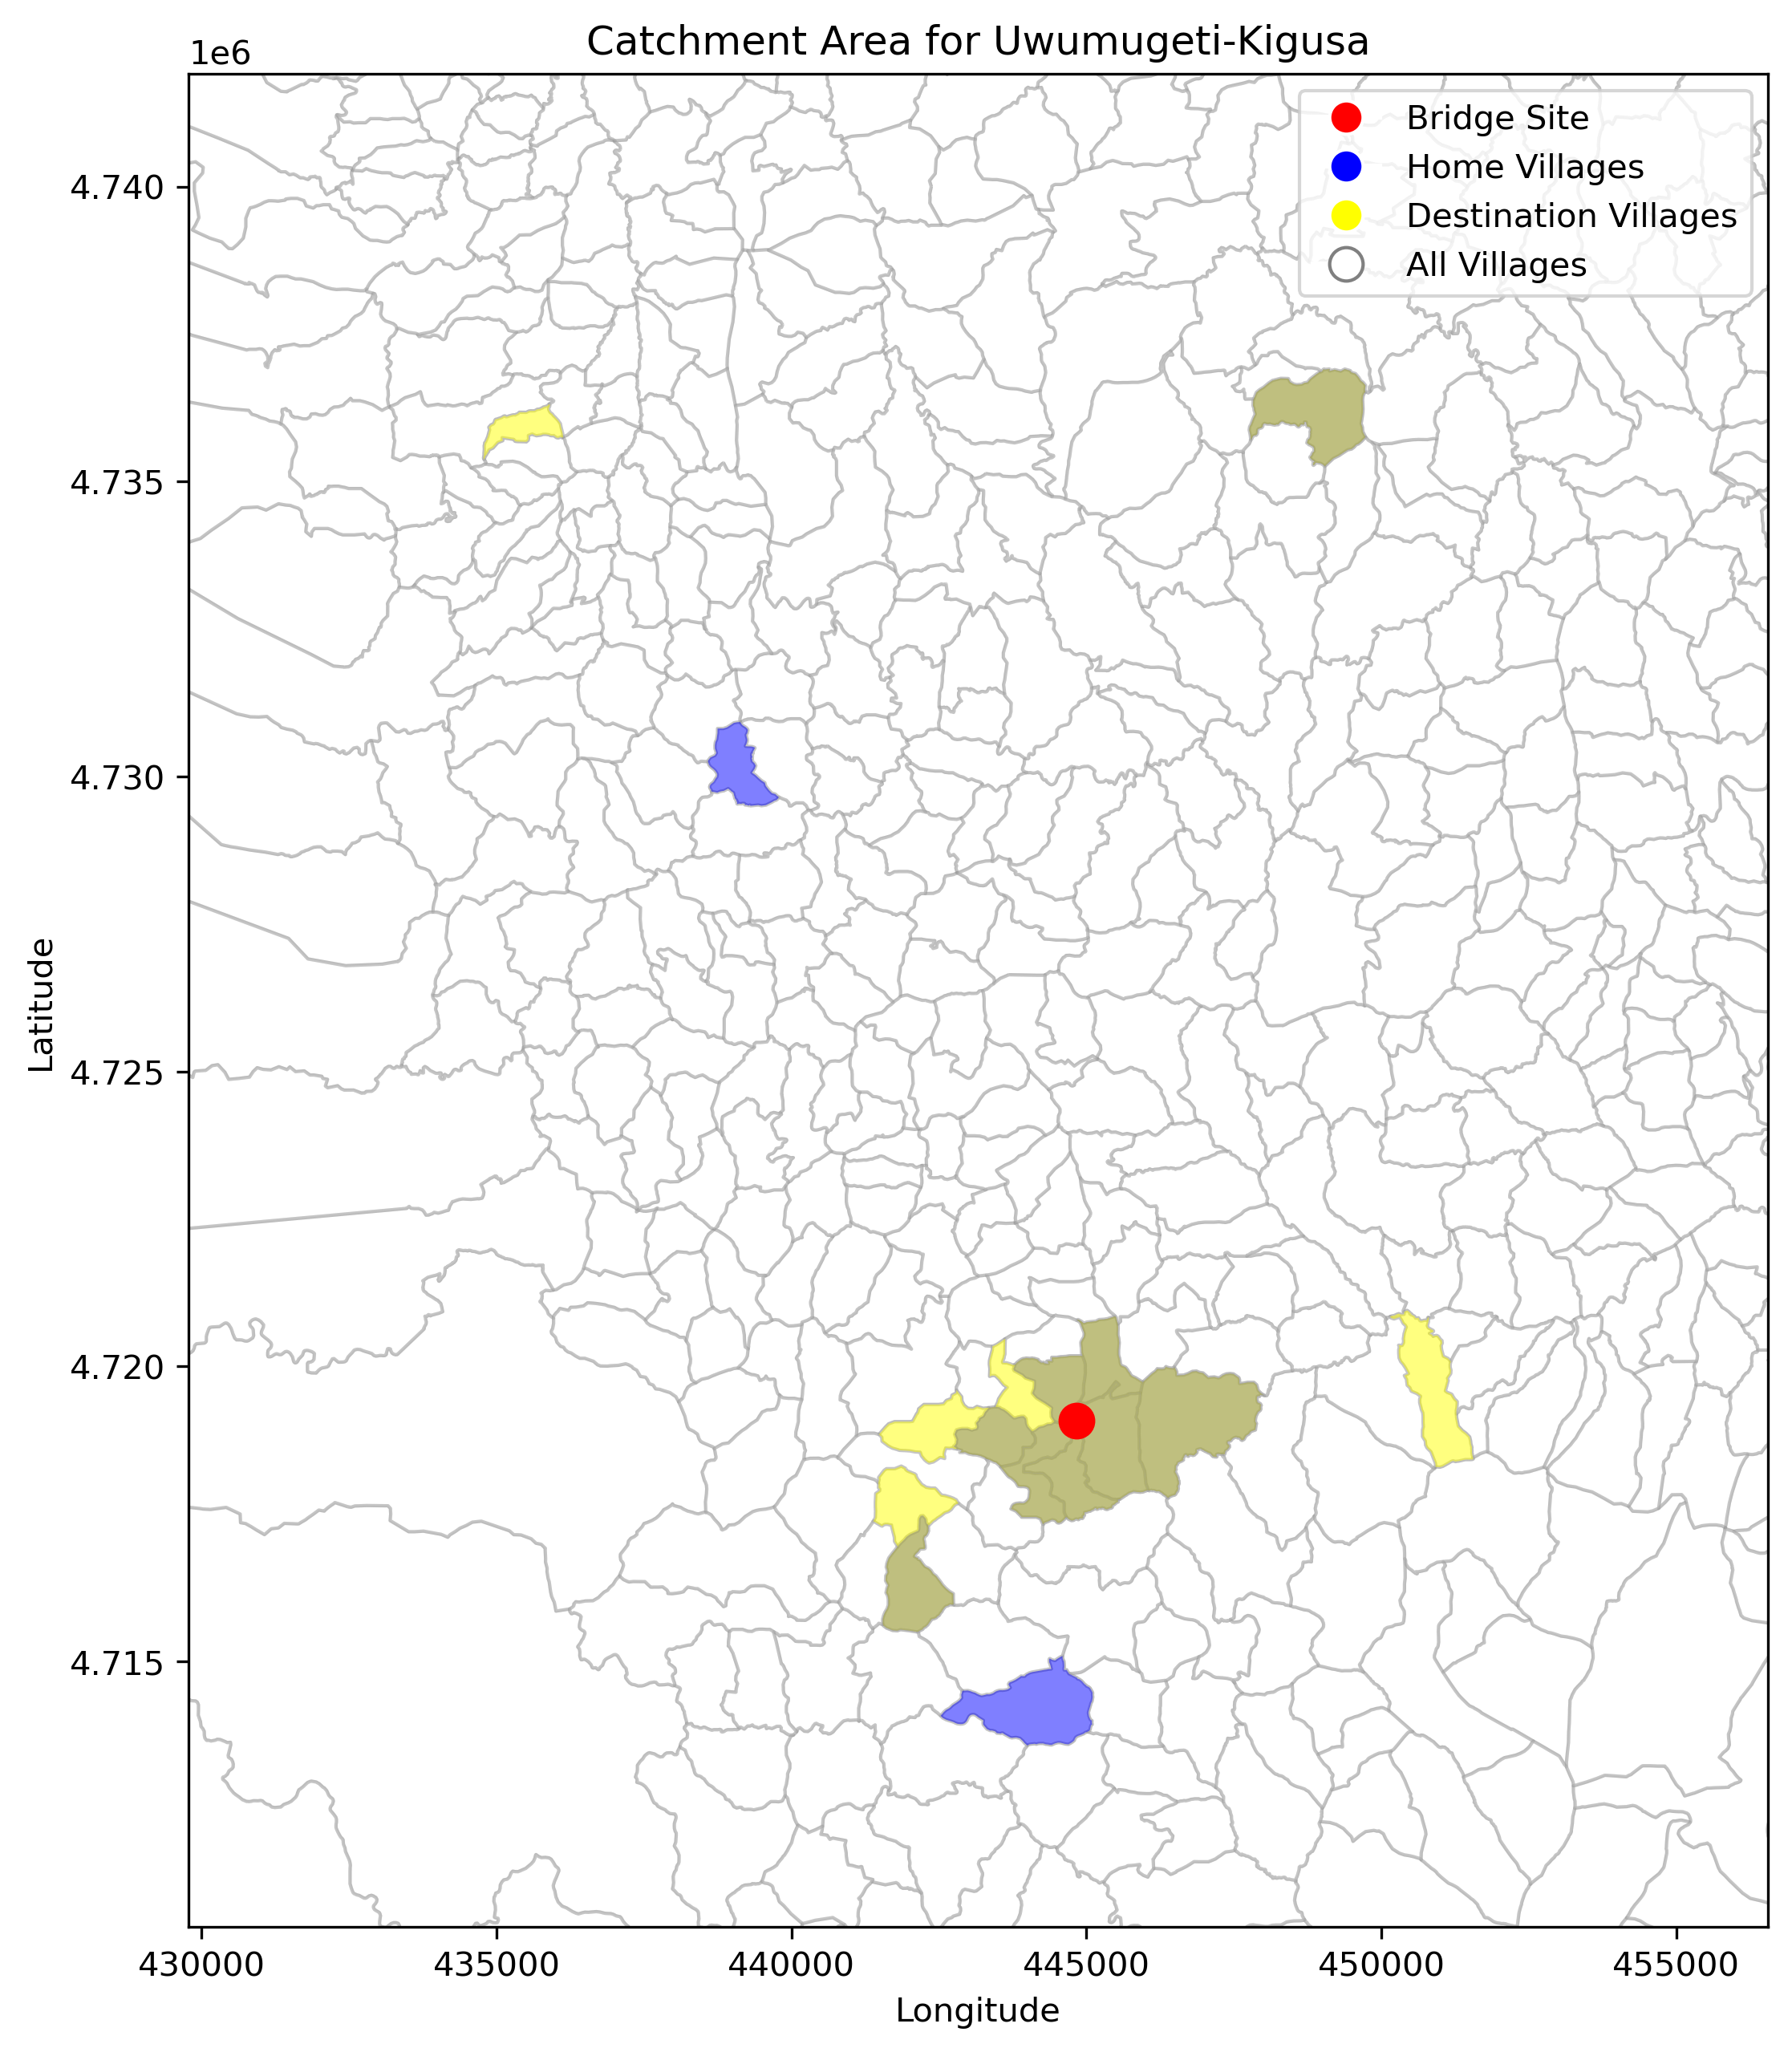 Catchment Area for Uwumugeti-Kigusa
1e6
Bridge Site
Home Villages
Destination Villages
All Villages
4.740
4.735
4.730
4.725
4.720
4.715
Latitude
430000 435000 440000 445000 450000 455000
Longitude